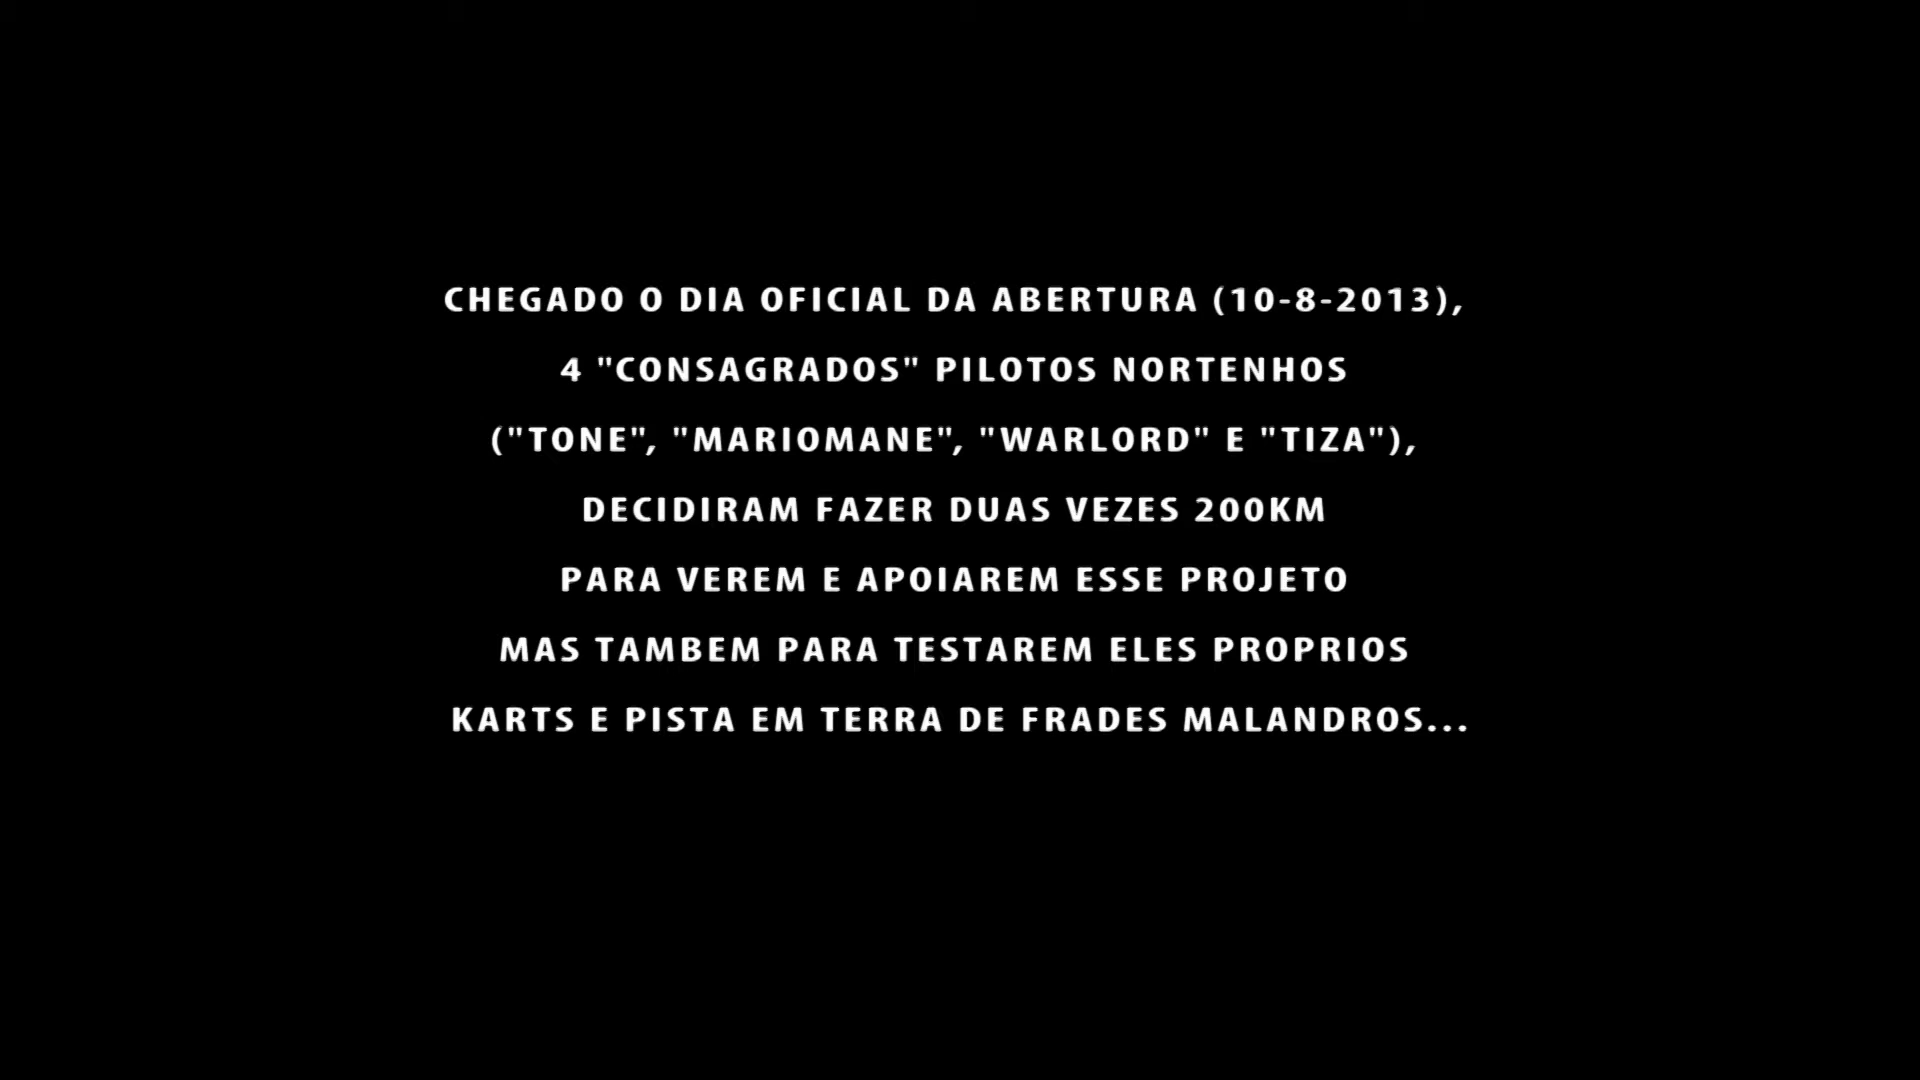 CHEGADO O DIA OFICIAL DA ABERTURA (10-8-2013),
4 "CONSAGRADOS" PILOTOS NORTENHOS
("TONE", "MARIOMANE", "WARLORD" E "TIZA"),
DECIDIRAM FAZER DUAS VEZES 200KM
PARA VEREM E APOIAREM ESSE PROJETO
MAS TAMBEM PARA TESTAREM ELES PROPRIOS
KARTS E PISTA EM TERRA DE FRADES MALANDROS...